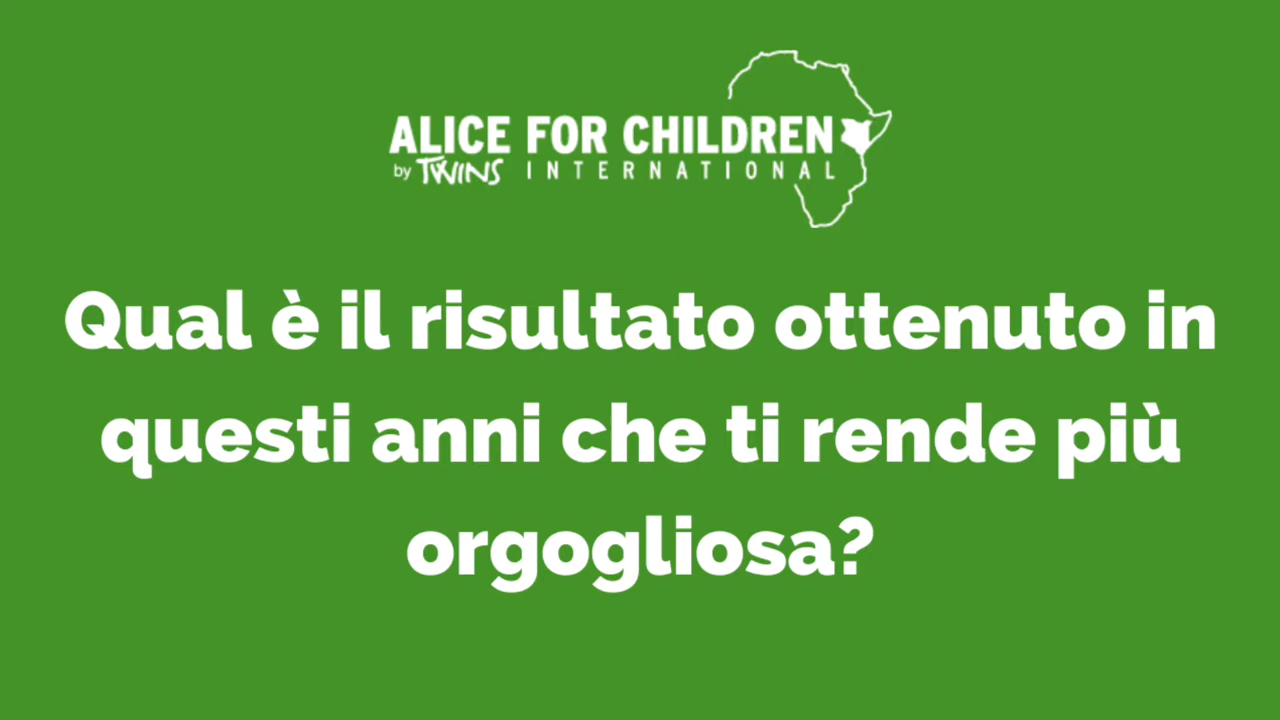 ALICE FOR CHILDREN
by TWINS INTERNATIONAL
Qual è il risultato ottenuto in
questi anni che ti rende più
orgogliosa?